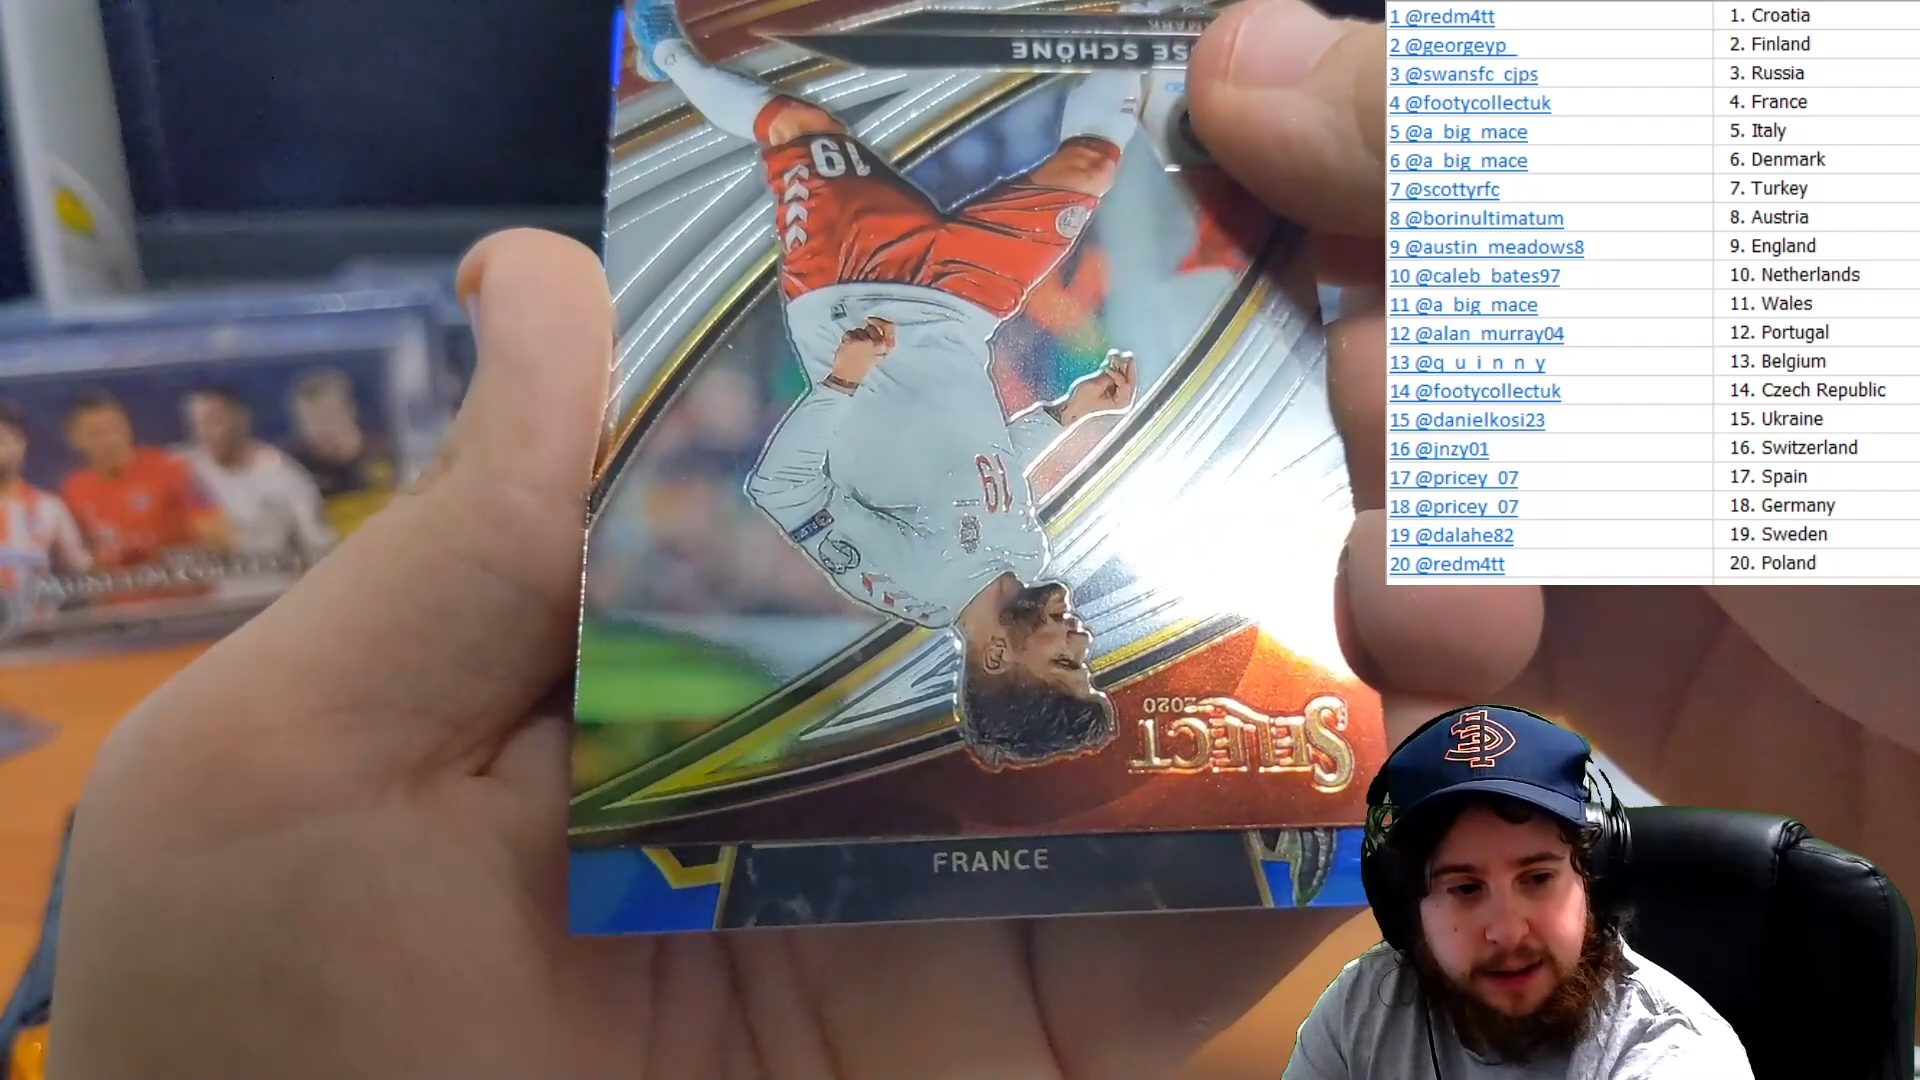 1 @redm4tt 1. Croatia
2 @georgeyp_ 2. Finland
3 @swansfc_cjps 3. Russia
4 @footycollectuk 4. France
5 @a_big_mace 5. Italy
6 @a_big_mace 6. Denmark
7 @scottyrfc 7. Turkey
8 @borinultimatum 8. Austria
9 @austin_meadows8 9. England
10 @caleb_bates97 10. Netherlands
11 @a_big_mace 11. Wales
12 @alan_murray04 12. Portugal
13 @q_u_i_n_n_y 13. Belgium
14 @footycollectuk 14. Czech Republic
15 @danielkosi23 15. Ukraine
16 @jnzy01 16. Switzerland
17 @pricey_07 17. Spain
18 @pricey_07 18. Germany
19 @dalahe82 19. Sweden
20 @redm4tt 20. Poland
SCHÖNE
19
19
2020
SELECT
FRANCE